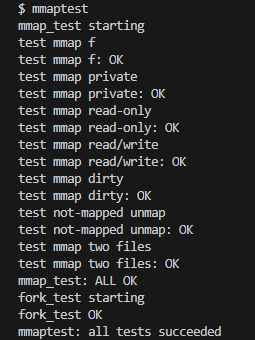 $ mmaptest
mmap_test starting
test mmap f
test mmap f: OK
test mmap private
test mmap private: OK
test mmap read-only
test mmap read-only: OK
test mmap read/write
test mmap read/write: OK
test mmap dirty
test mmap dirty: OK
test not-mapped unmap
test not-mapped unmap: OK
test mmap two files
test mmap two files: OK
mmap_test: ALL OK
fork_test starting
fork_test OK
mmaptest: all tests succeeded